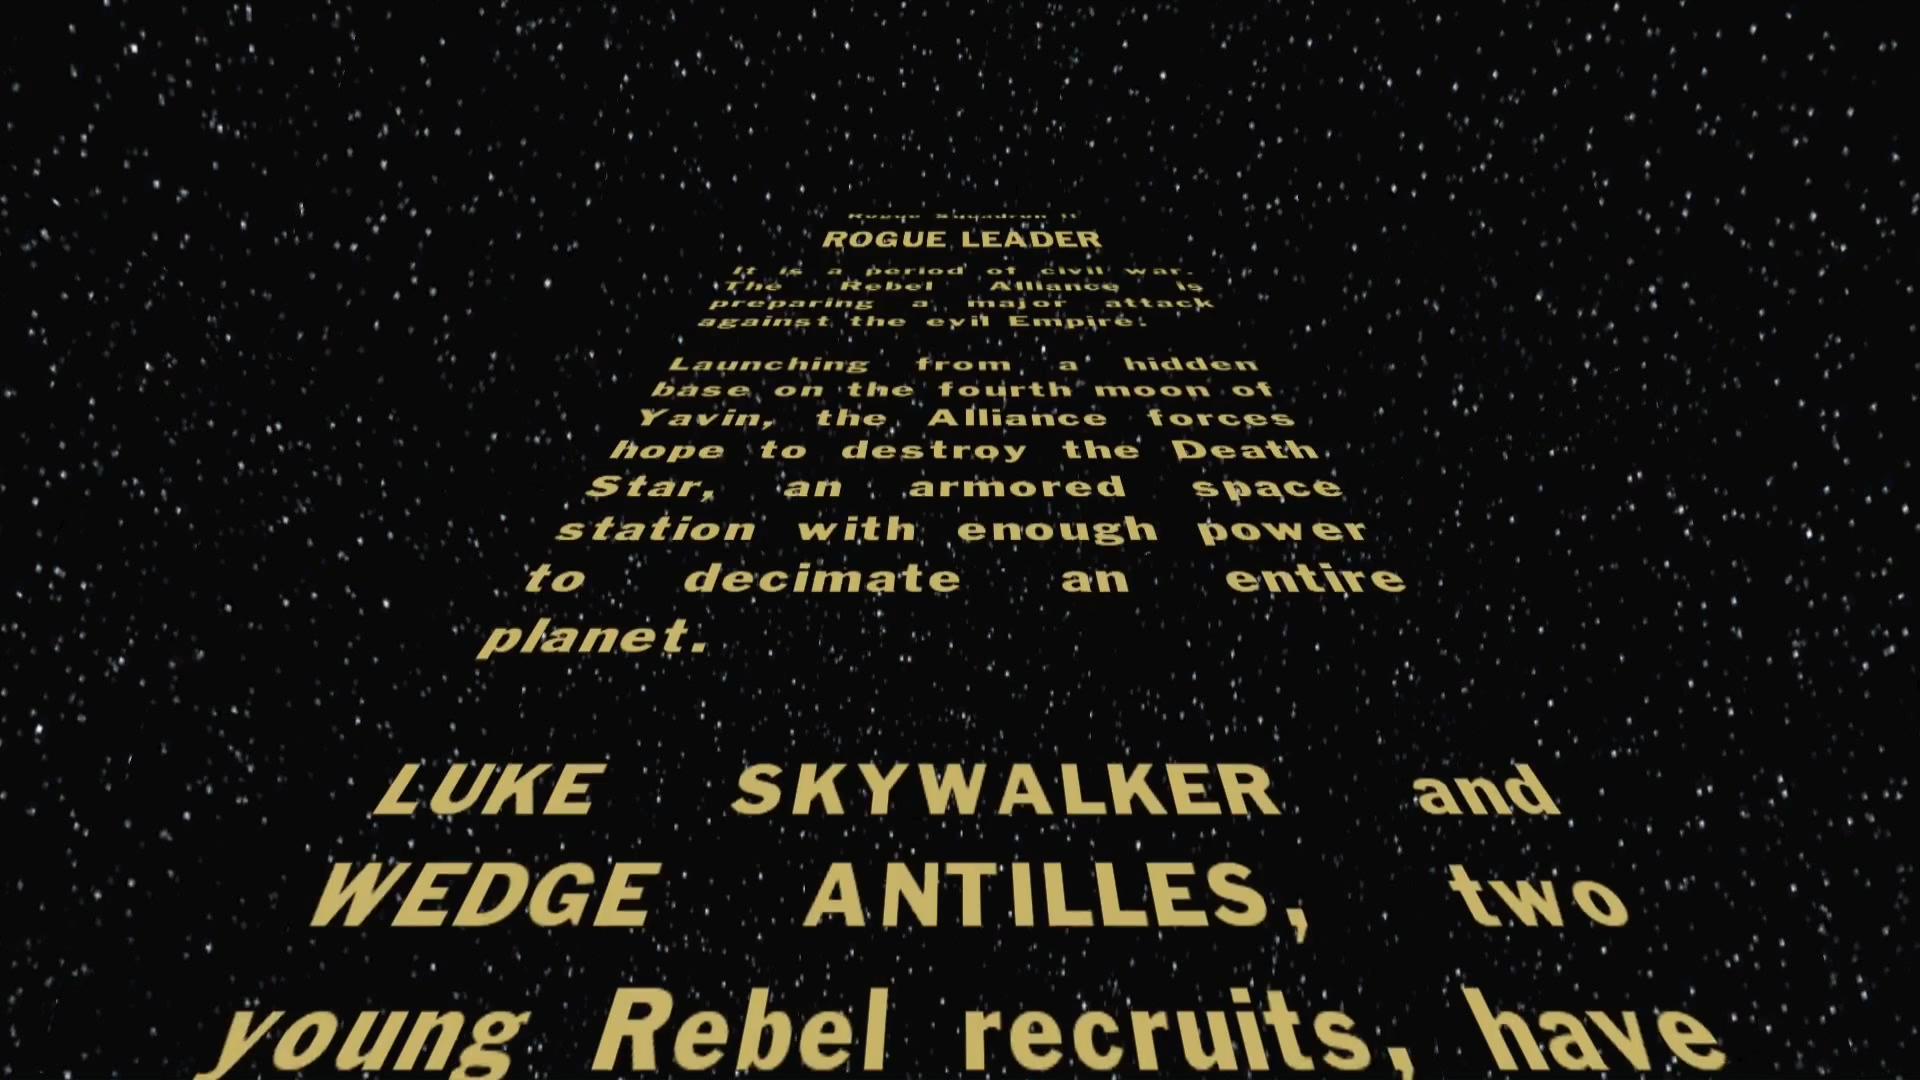 Rogue Squadron II
ROGUE LEADER
It is a period of civil war.
The Rebel Alliance is
preparing a major attack
against the evil Empire.
Launching from a hidden
base on the fourth moon of
Yavin, the Alliance forces
hope to destroy the Death
Star, an armored space
station with enough power
to decimate an entire
planet.
LUKE SKYWALKER and
WEDGE ANTILLES, two
young Rebel recruits, have